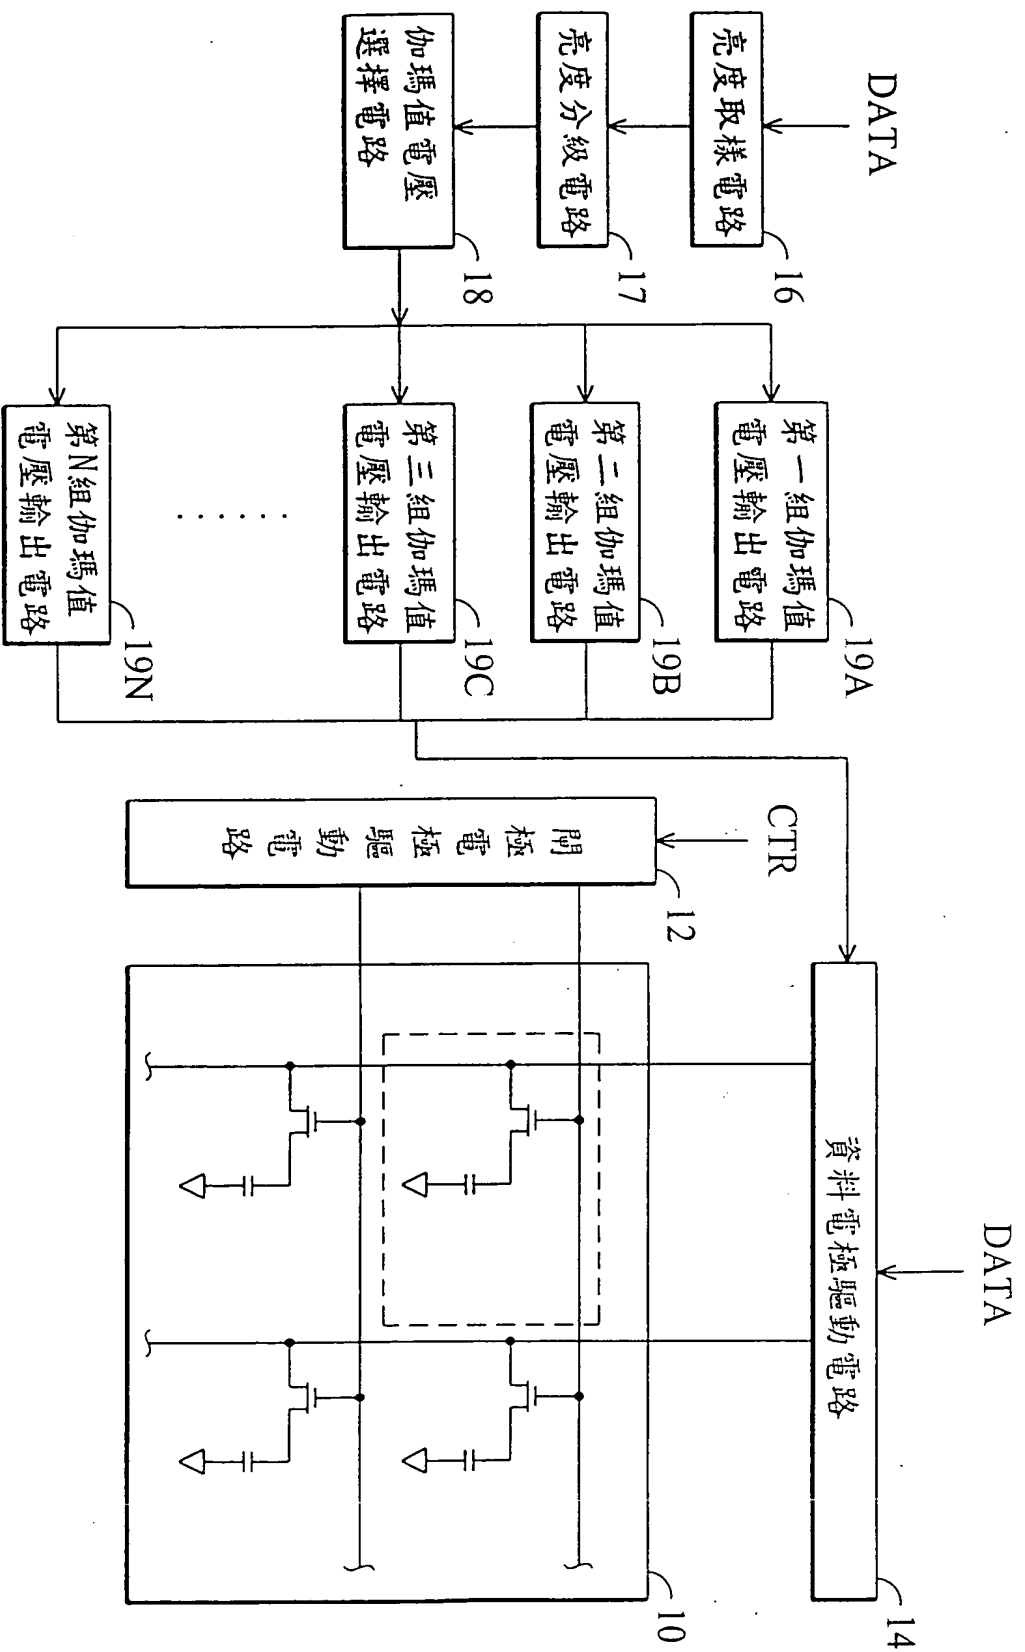 DATA
亮度取樣電路
16
亮度分級電路
17
伽瑪值電壓
選擇電路
18
第一組伽瑪值
電壓輸出電路
19A
第二組伽瑪值
電壓輸出電路
19B
第三組伽瑪值
電壓輸出電路
19C
......
第N組伽瑪值
電壓輸出電路
19N
CTR
閘極電極驅動電路
12
DATA
資料電極驅動電路
14
10